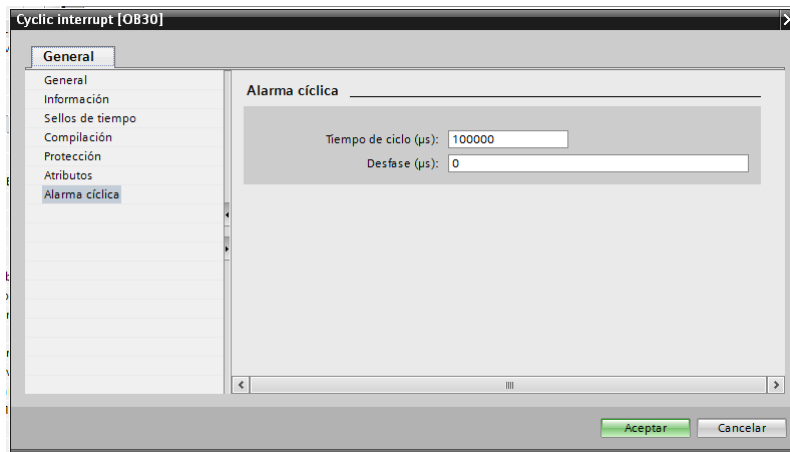 Cyclic interrupt [OB30]
General
General
Información
Sellos de tiempo
Compilación
Protección
Atributos
Alarma cíclica
Alarma cíclica
Tiempo de ciclo (µs): 100000
Desfase (µs): 0
Aceptar Cancelar